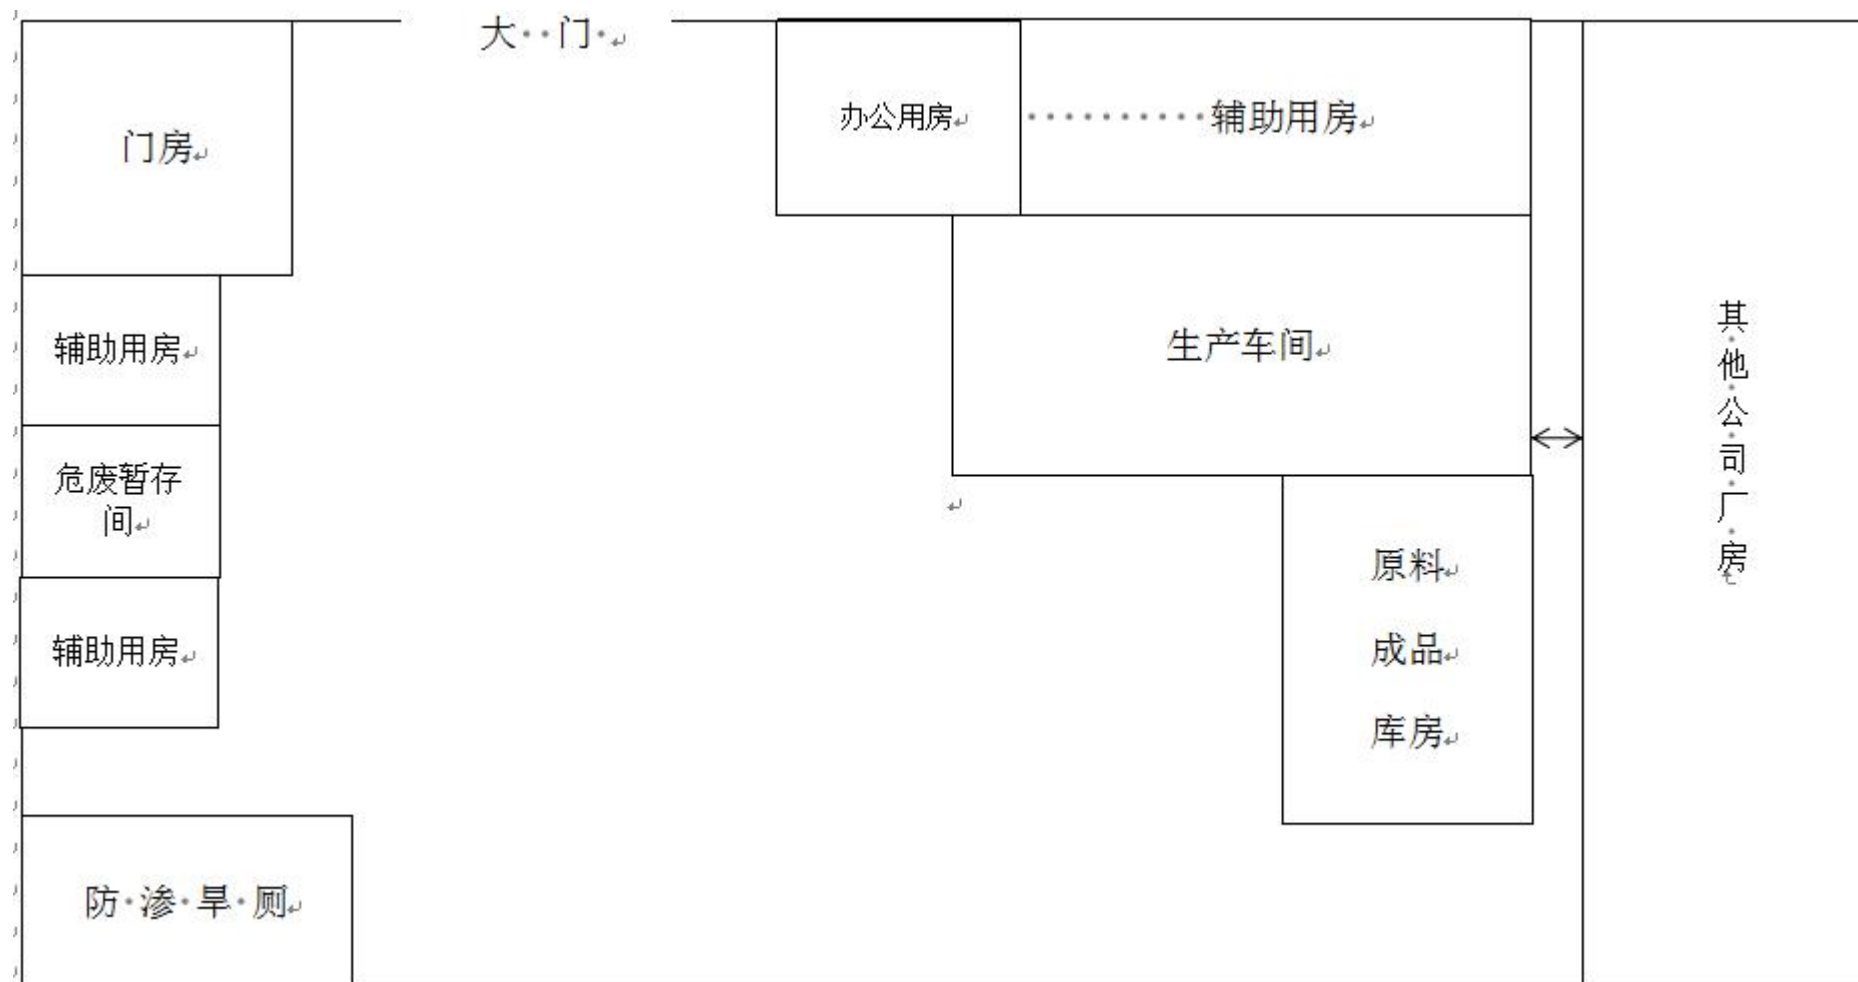 大 门
门房
办公用房
辅助用房
辅助用房
生产车间
危废暂存
间
辅助用房
原料
成品
库房
其他公司厂房
防 渗 旱 厕